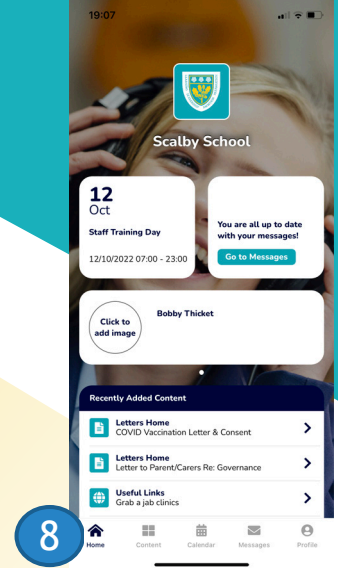 19:07
Scalby School
12
Oct
Staff Training Day
12/10/2022 07:00 - 23:00
You are all up to date
with your messages!
Go to Messages
Click to
add image
Bobby Thicket
Recently Added Content
Letters Home
COVID Vaccination Letter & Consent
Letters Home
Letter to Parent/Carers Re: Governance
Useful Links
Grab a jab clinics
8
Home
Content
Calendar
Messages
Profile